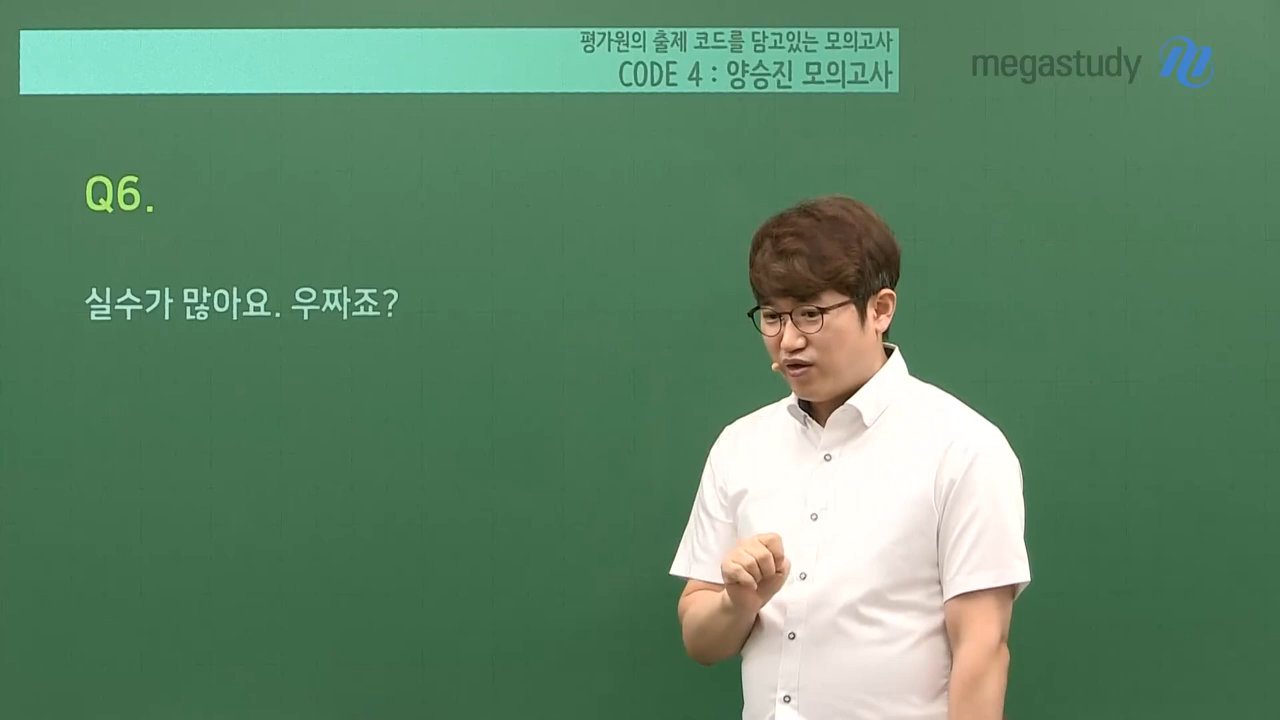 평가원의 출제 코드를 담고있는 모의고사
CODE 4 : 양승진 모의고사
megastudy
Q6.
실수가 많아요. 우짜죠?